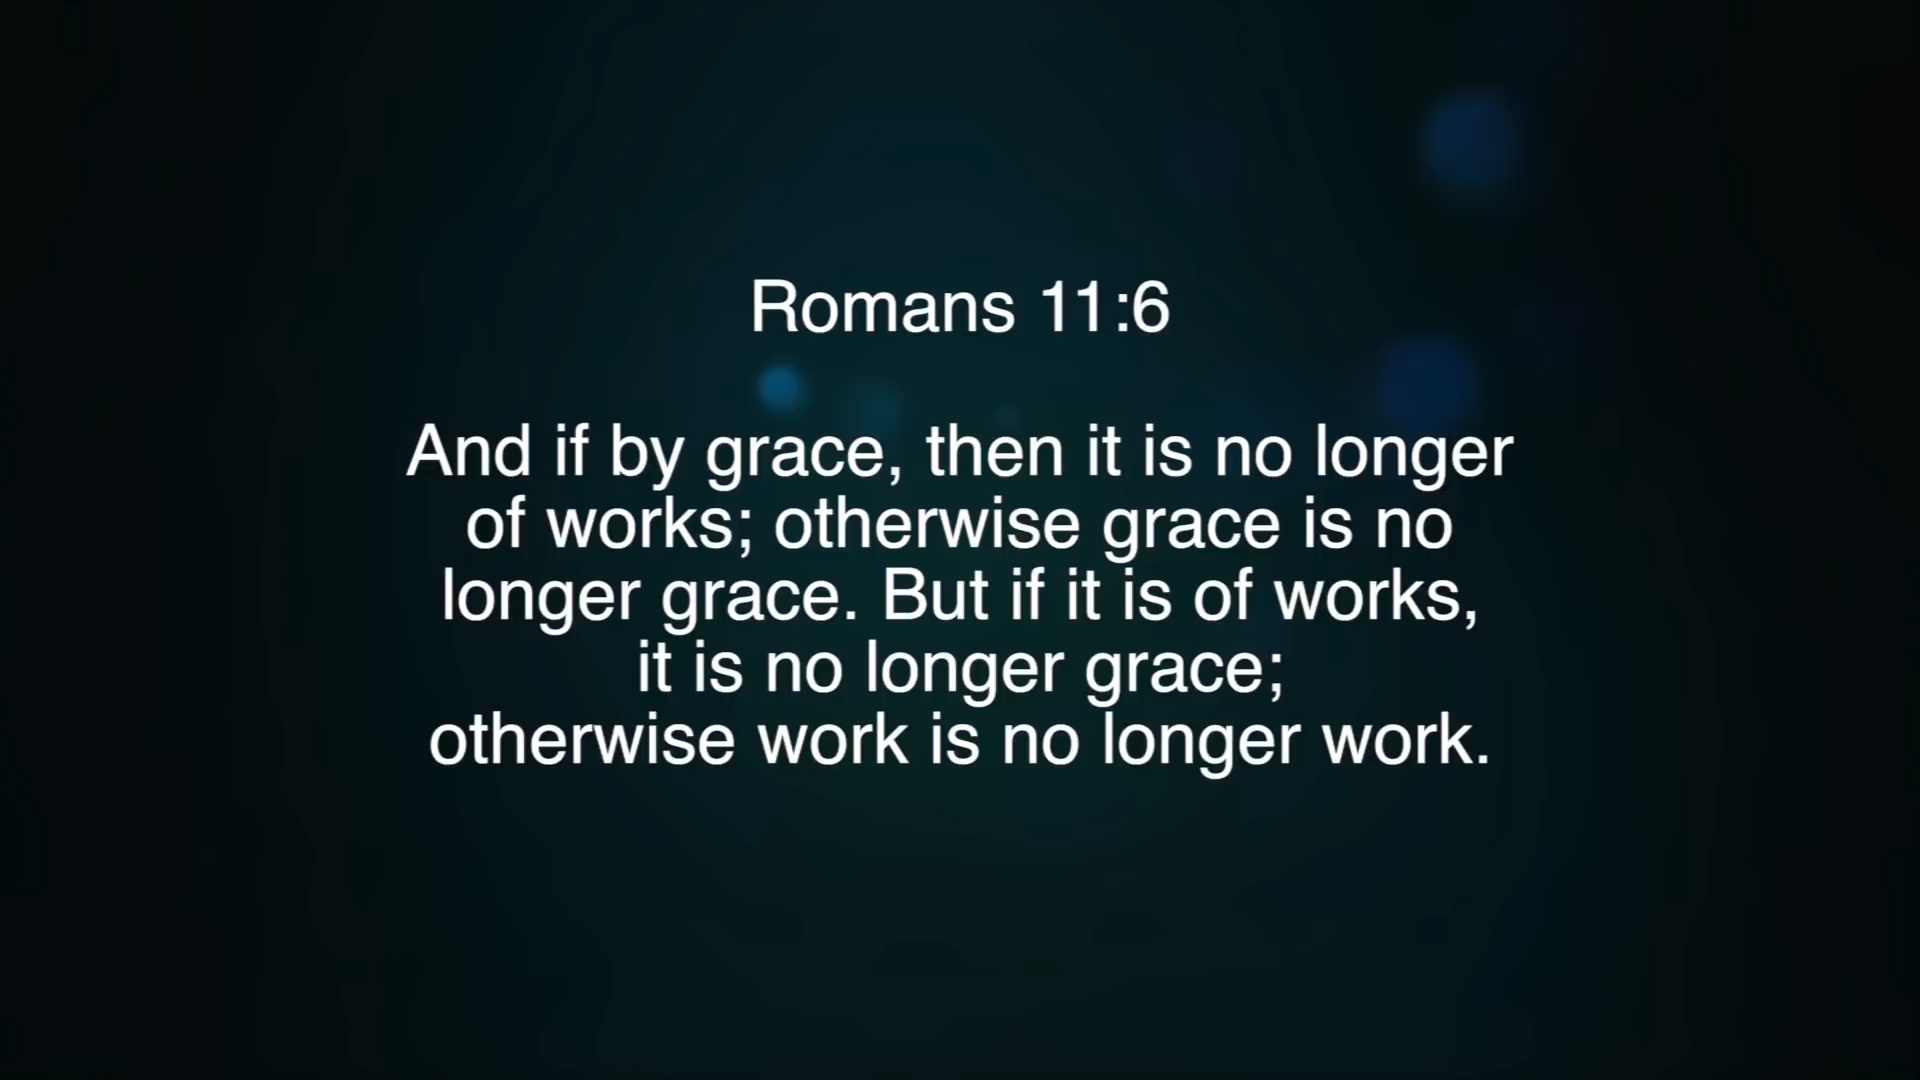 Romans 11:6
And if by grace, then it is no longer
of works; otherwise grace is no
longer grace. But if it is of works,
it is no longer grace;
otherwise work is no longer work.